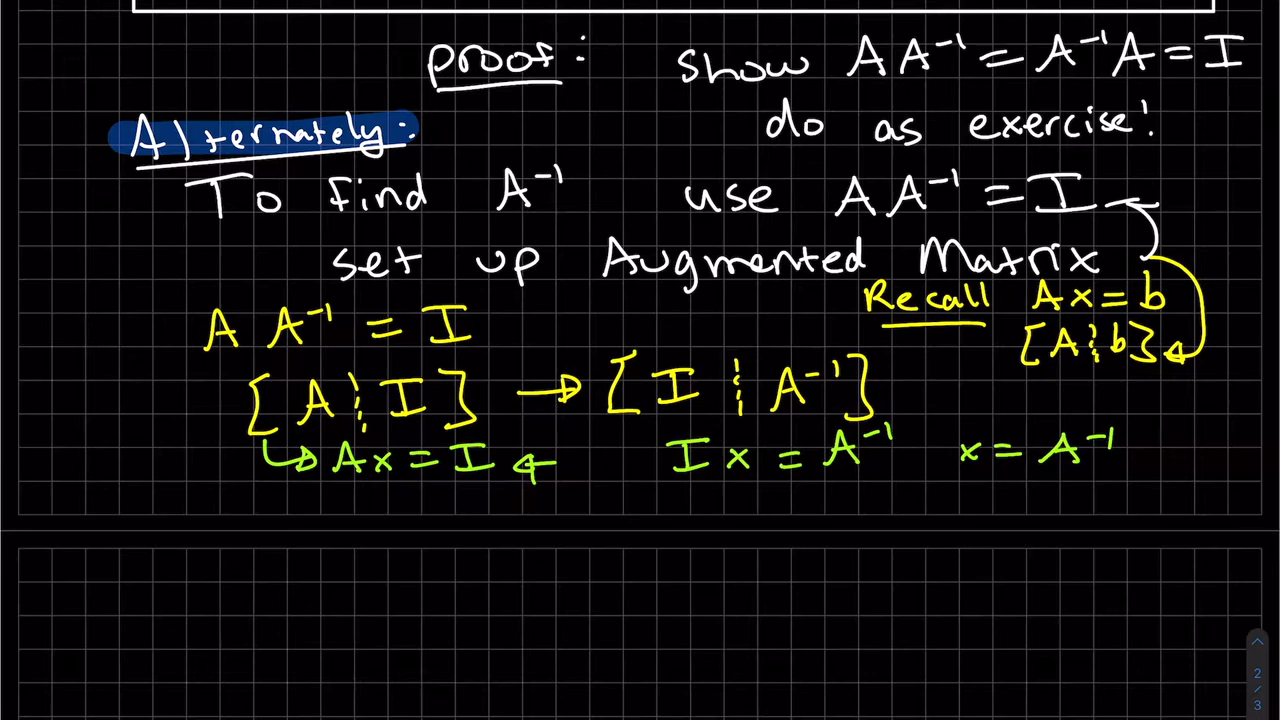 proof: show AA⁻¹ = A⁻¹A = I
do as exercise!
Alternately:
To find A⁻¹ use AA⁻¹ = I
set up Augmented Matrix
Recall Ax = b
[A ¦ b]
A A⁻¹ = I
[A ¦ I] → [I ¦ A⁻¹]
↳ Ax = I ← Ix = A⁻¹ x = A⁻¹
2 / 3